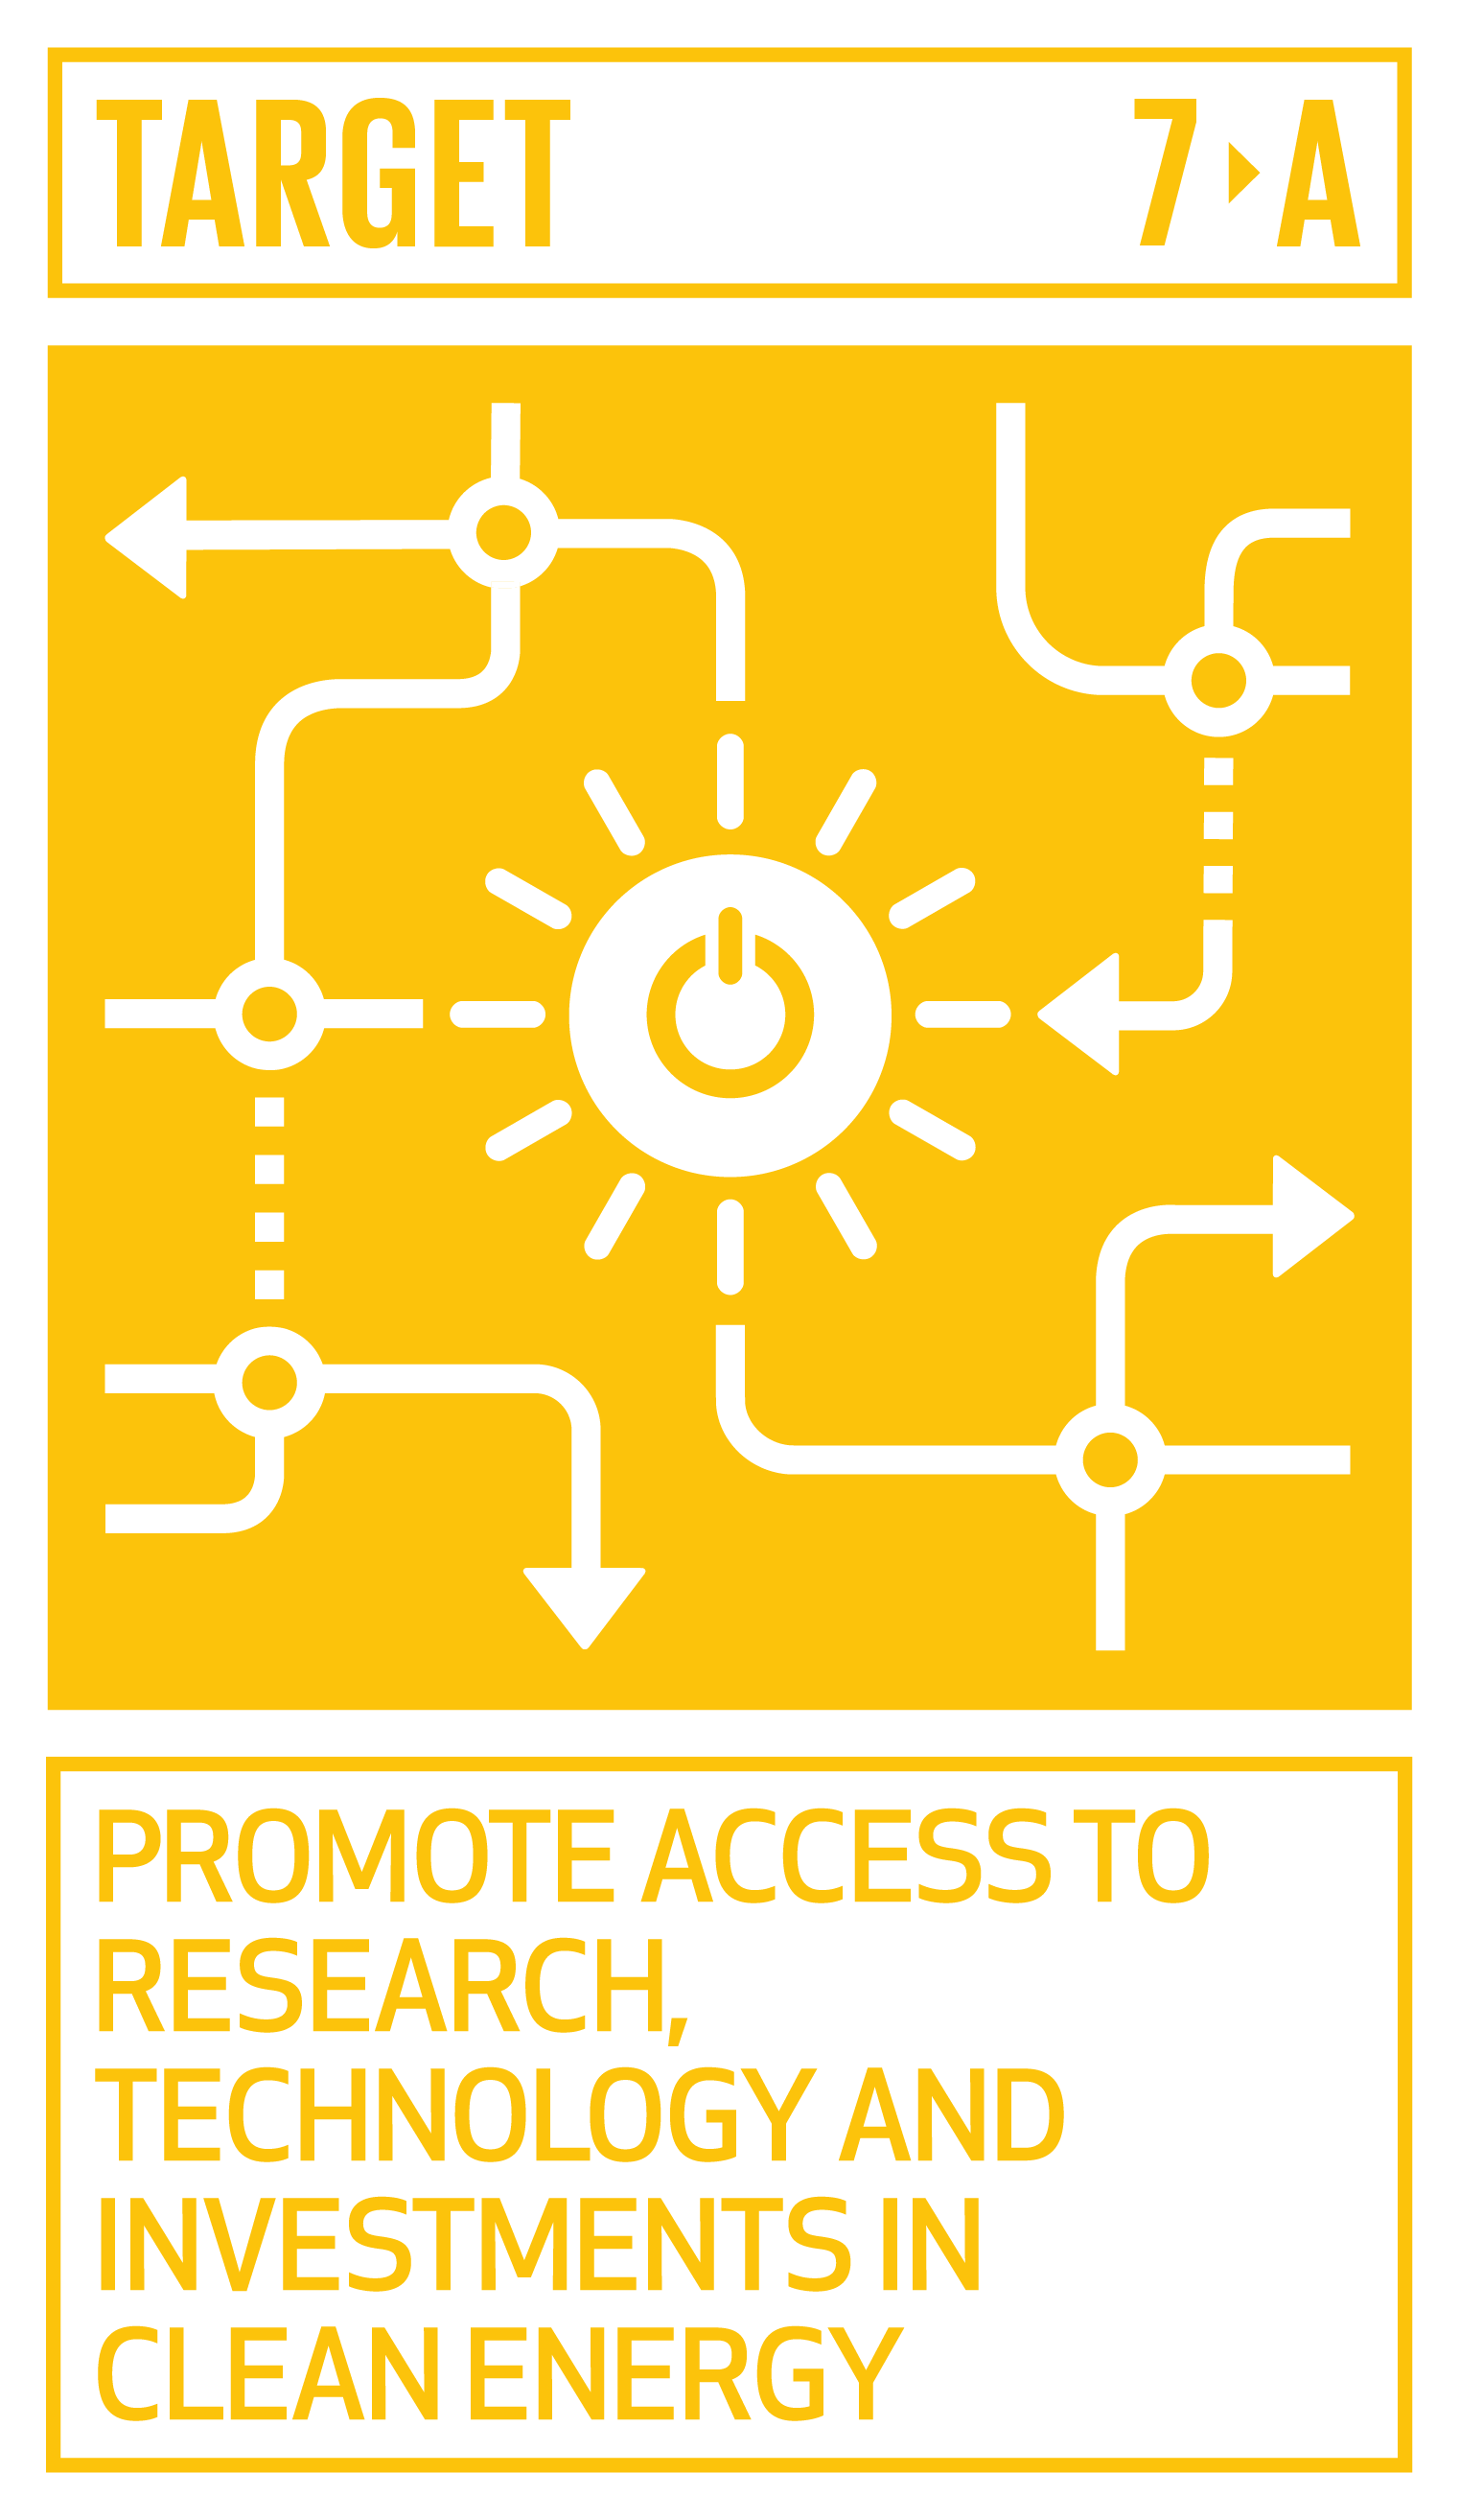 TARGET 7▸A
PROMOTE ACCESS TO
RESEARCH,
TECHNOLOGY AND
INVESTMENTS IN
CLEAN ENERGY